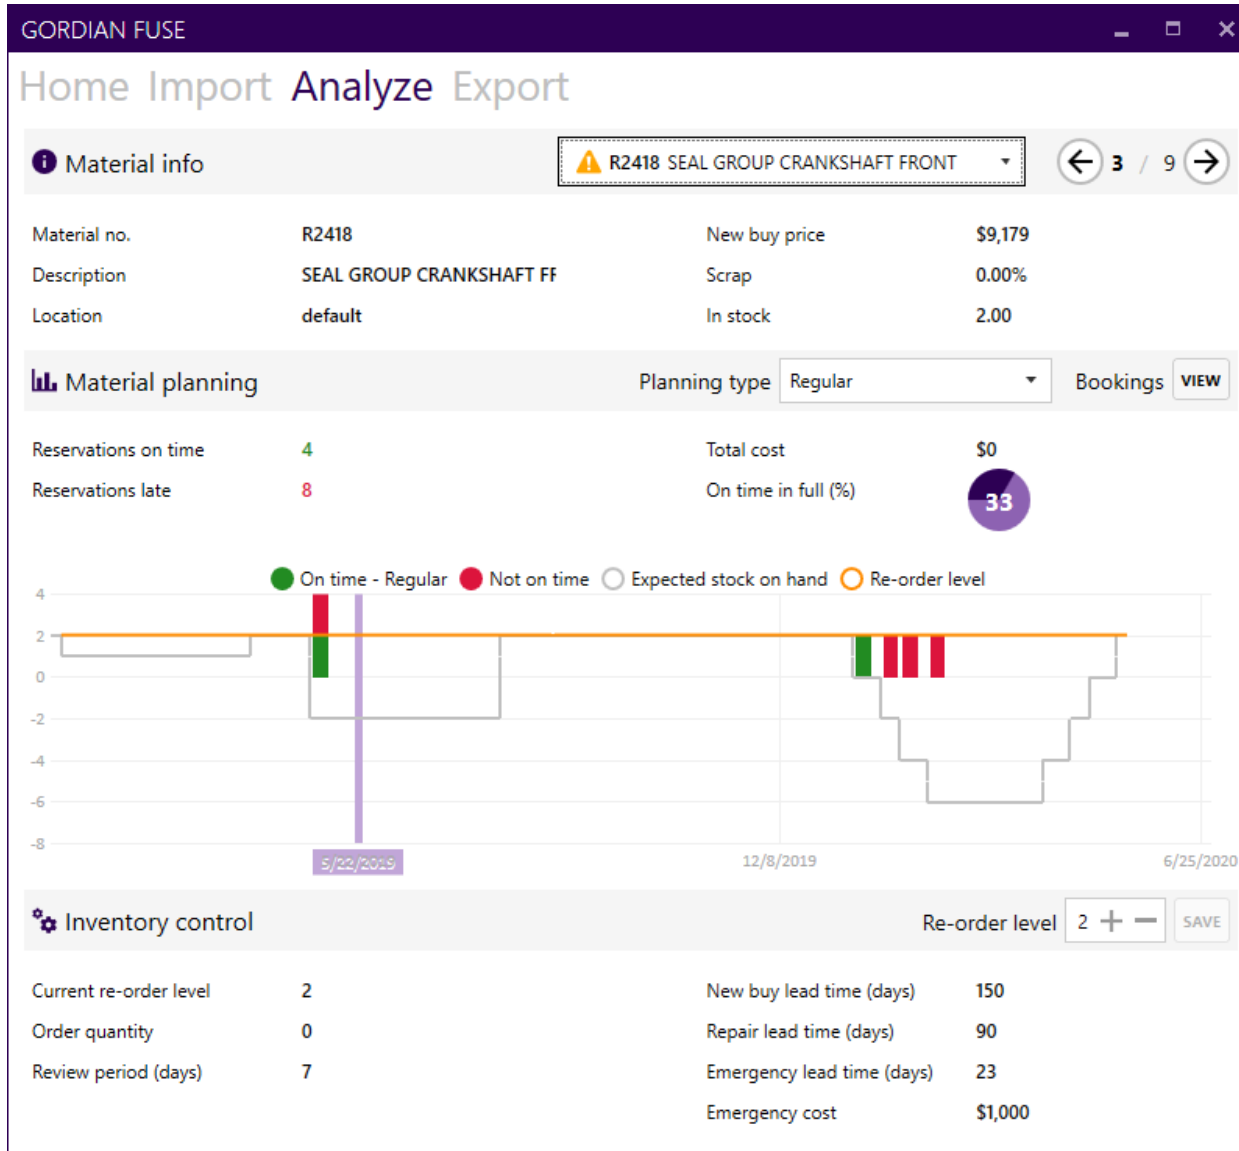 GORDIAN FUSE
Home Import Analyze Export
Material info
R2418 SEAL GROUP CRANKSHAFT FRONT
3 / 9
Material no. R2418 New buy price $9,179
Description SEAL GROUP CRANKSHAFT FF Scrap 0.00%
Location default In stock 2.00
Material planning Planning type Regular Bookings VIEW
Reservations on time 4 Total cost $0
Reservations late 8 On time in full (%) 33
On time - Regular Not on time Expected stock on hand Re-order level
4
2
0
-2
-4
-6
-8
5/22/2019 12/8/2019 6/25/2020
Inventory control Re-order level 2 SAVE
Current re-order level 2 New buy lead time (days) 150
Order quantity 0 Repair lead time (days) 90
Review period (days) 7 Emergency lead time (days) 23
Emergency cost $1,000